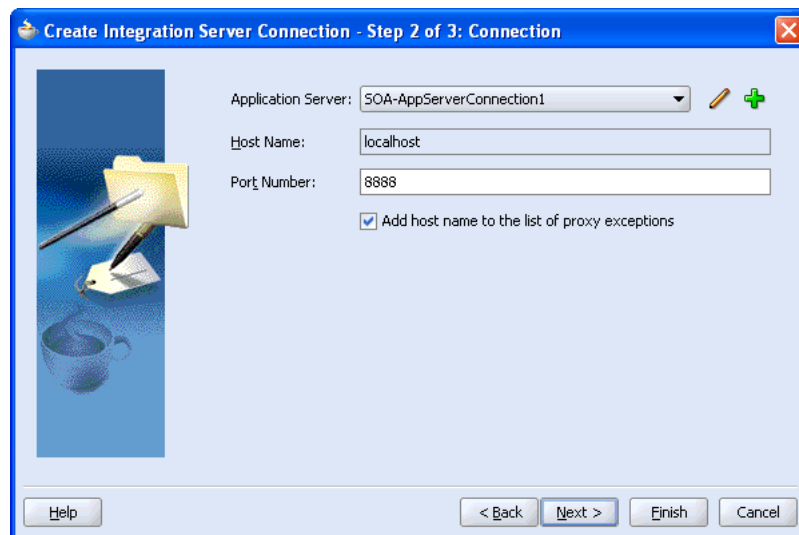 Create Integration Server Connection - Step 2 of 3: Connection
Application Server: SOA-AppServerConnection1
Host Name: localhost
Port Number: 8888
Add host name to the list of proxy exceptions
Help < Back Next > Finish Cancel